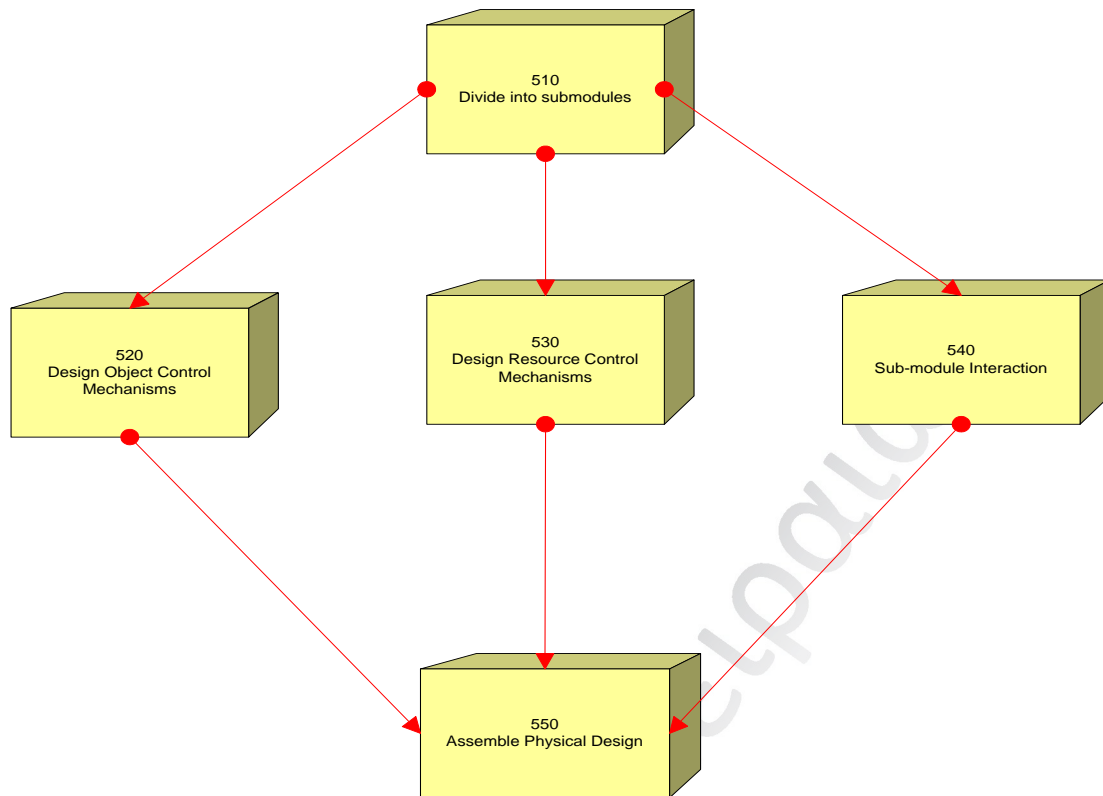 510
Divide into submodules
520
Design Object Control
Mechanisms
530
Design Resource Control
Mechanisms
540
Sub-module Interaction
550
Assemble Physical Design